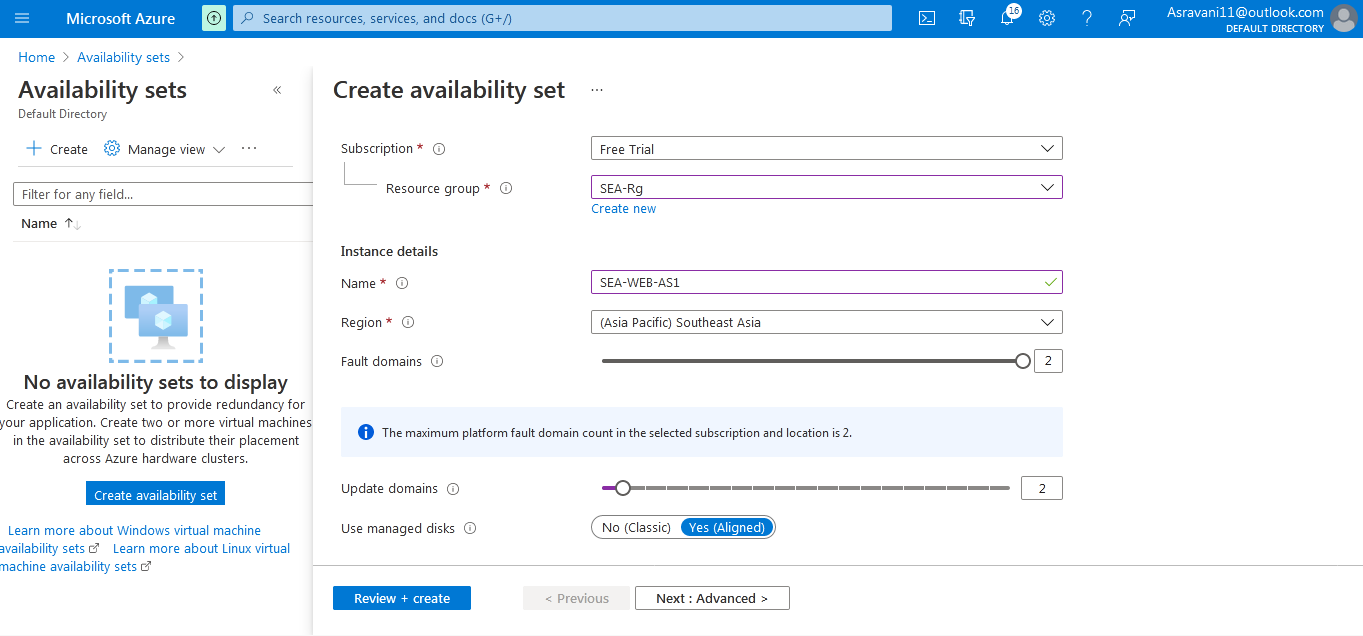 Microsoft Azure
Search resources, services, and docs (G+/)
16
Asravani11@outlook.com
DEFAULT DIRECTORY
Home > Availability sets >
Availability sets
«
Default Directory
+ Create Manage view ...
Filter for any field...
Name ↑↓
No availability sets to display
Create an availability set to provide redundancy for
your application. Create two or more virtual machines
in the availability set to distribute their placement
across Azure hardware clusters.
Create availability set
Learn more about Windows virtual machine
availability sets
Learn more about Linux virtual
machine availability sets
Create availability set ...
Subscription *
Free Trial
Resource group *
SEA-Rg
Create new
Instance details
Name *
SEA-WEB-AS1
Region *
(Asia Pacific) Southeast Asia
Fault domains
2
The maximum platform fault domain count in the selected subscription and location is 2.
Update domains
2
Use managed disks
No (Classic) Yes (Aligned)
Review + create
< Previous
Next : Advanced >